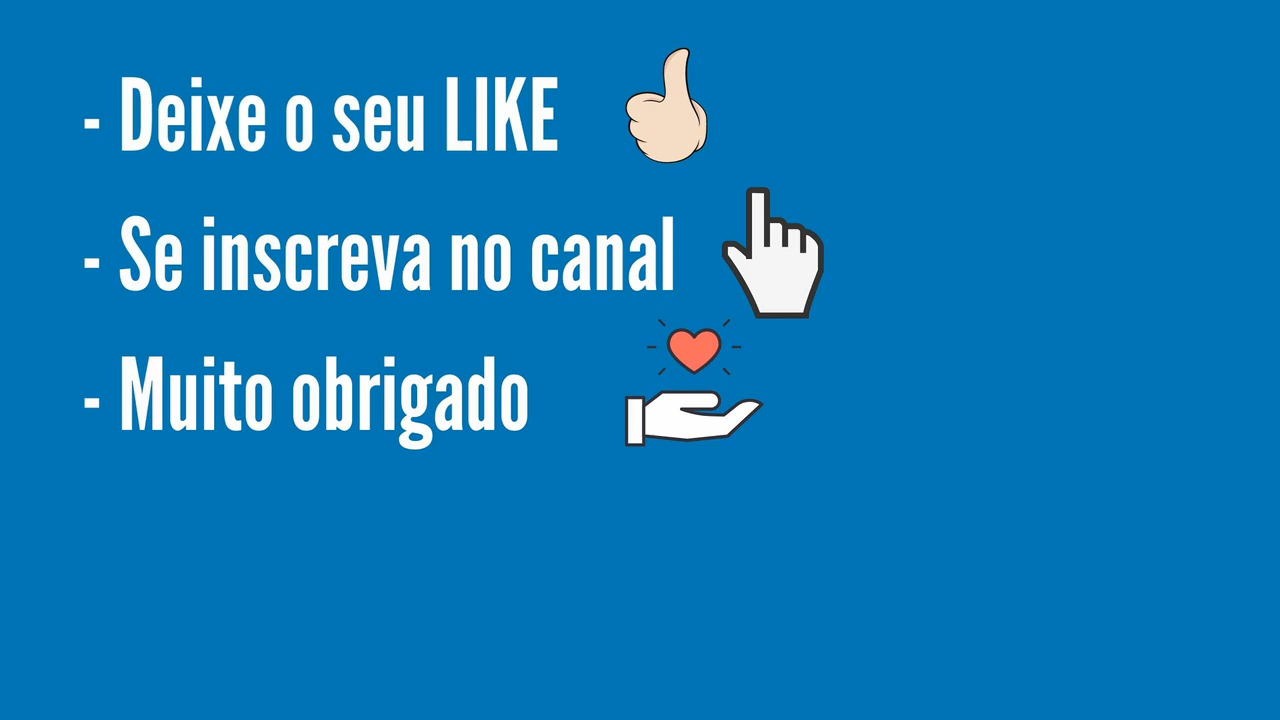 - Deixe o seu LIKE
- Se inscreva no canal
- Muito obrigado